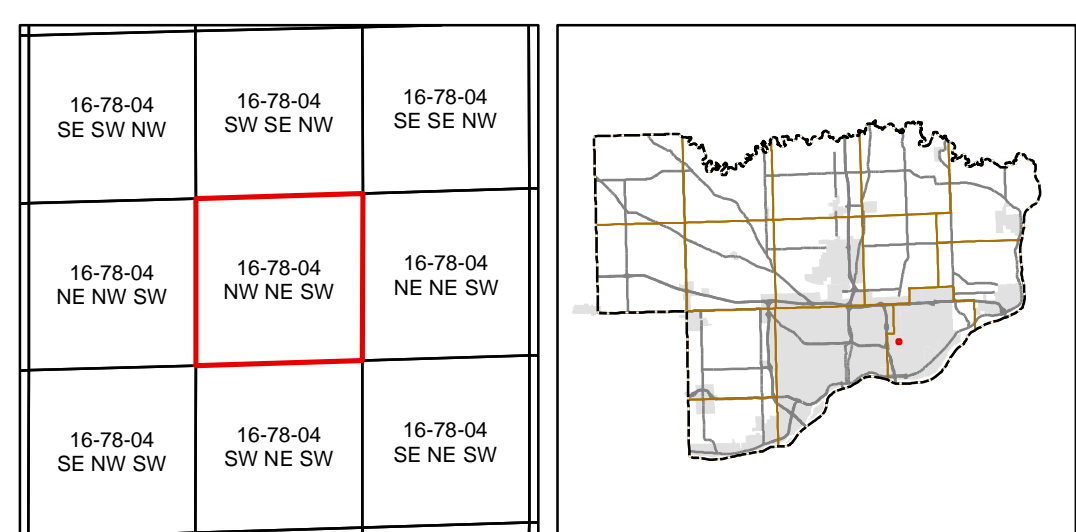 16-78-04
SE SW NW
16-78-04
SW SE NW
16-78-04
SE SE NW
16-78-04
NE NW SW
16-78-04
NW NE SW
16-78-04
NE NE SW
16-78-04
SE NW SW
16-78-04
SW NE SW
16-78-04
SE NE SW